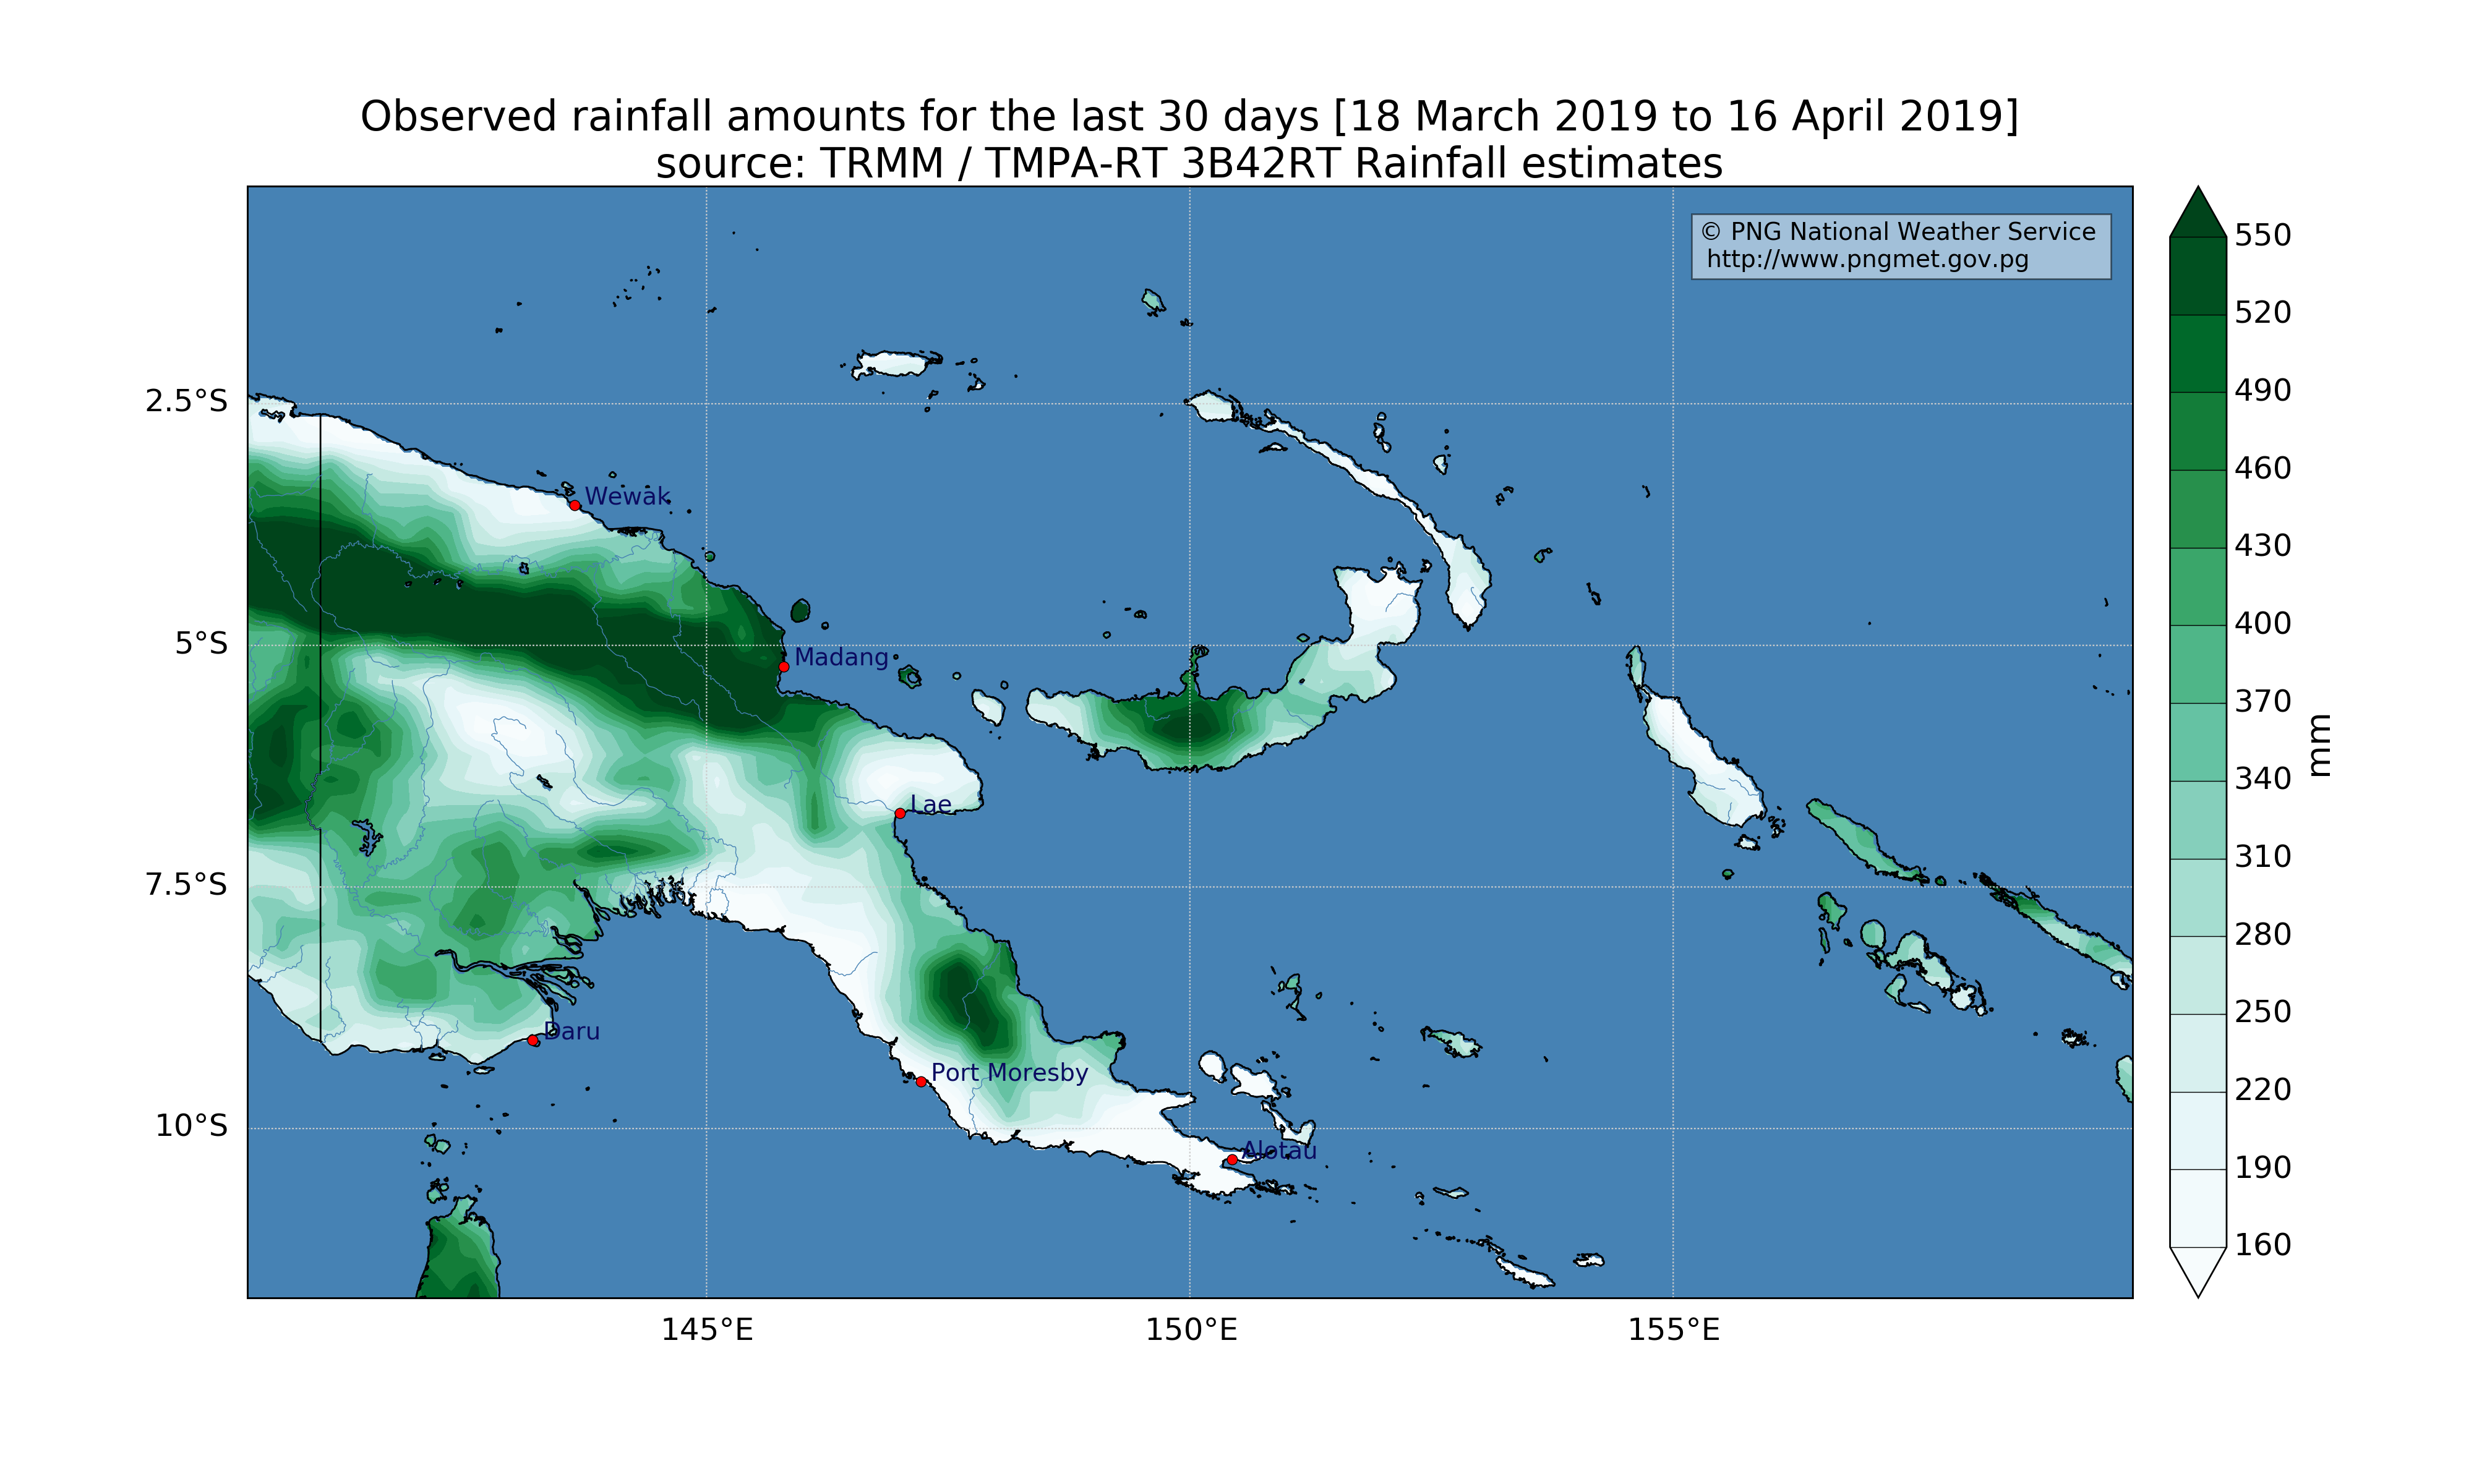 Observed rainfall amounts for the last 30 days [18 March 2019 to 16 April 2019]
source: TRMM / TMPA-RT 3B42RT Rainfall estimates
© PNG National Weather Service
http://www.pngmet.gov.pg
550
520
490
460
430
400
370
340
310
280
250
220
190
160
mm
2.5°S
5°S
7.5°S
10°S
Wewak
Madang
Lae
Daru
Port Moresby
Alotau
145°E
150°E
155°E